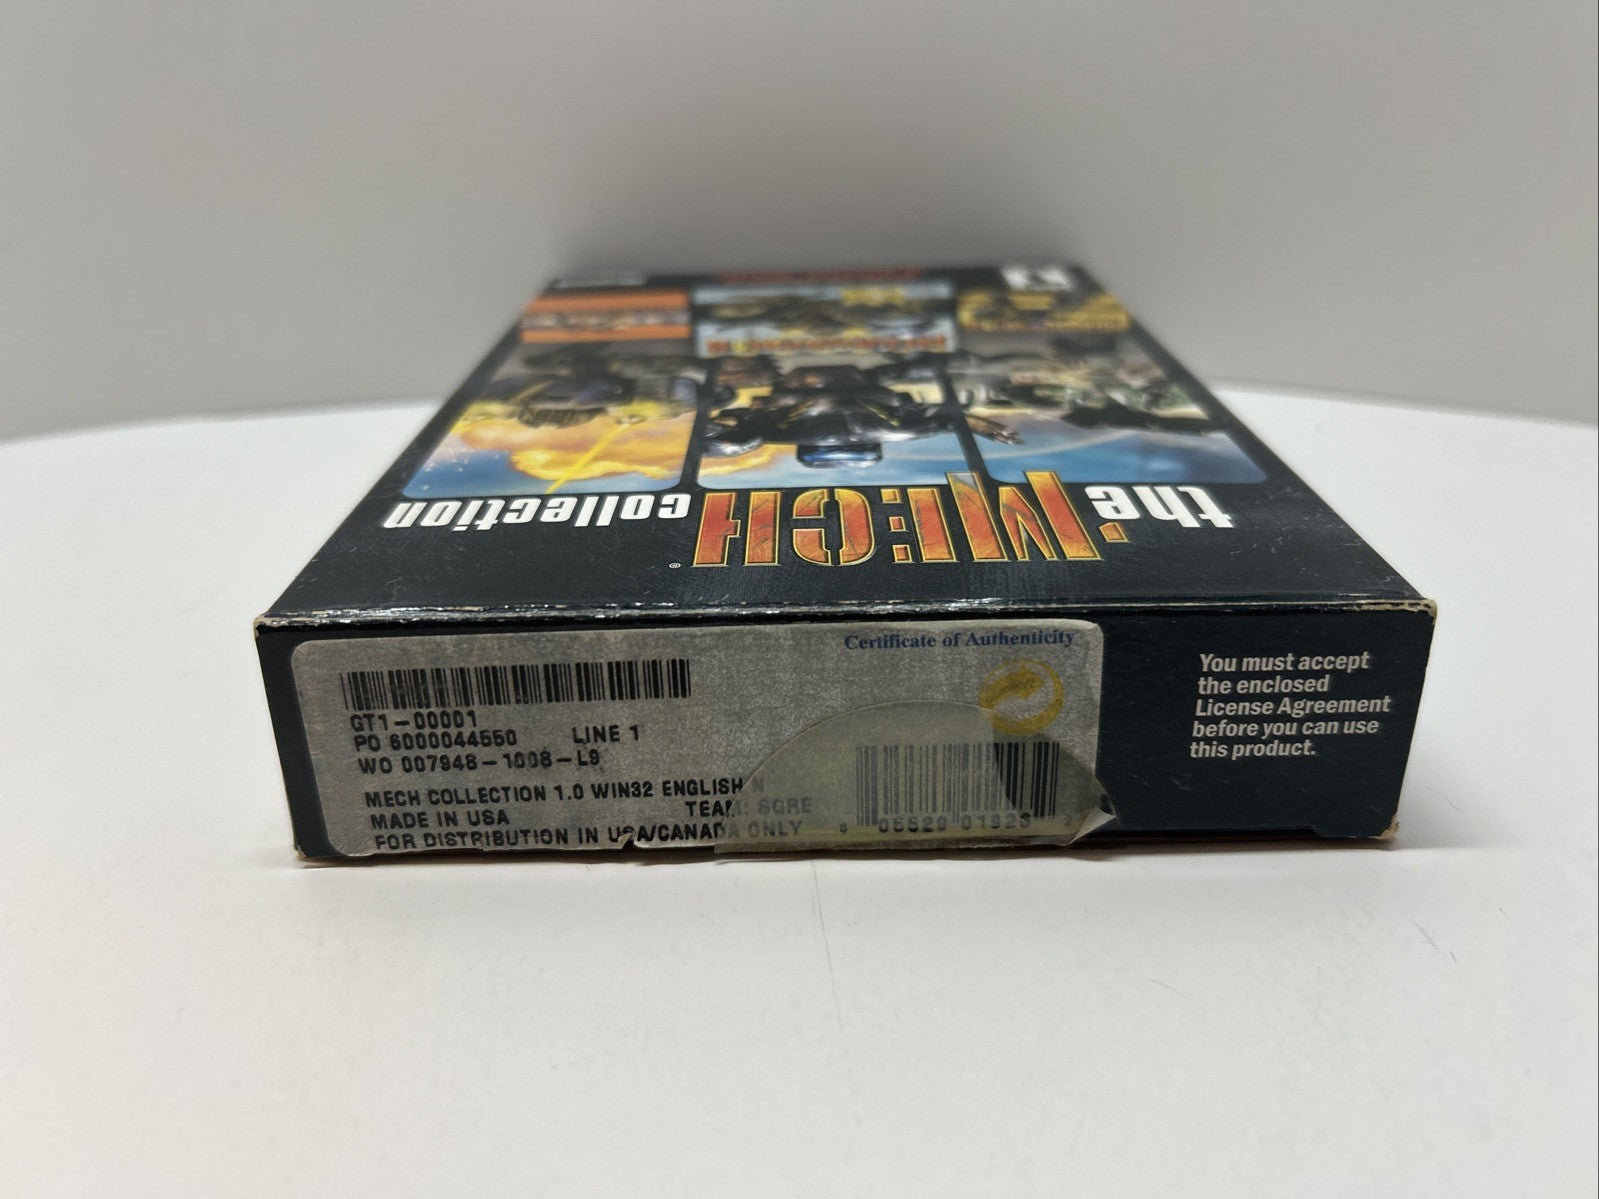 the MECH collection
®
Certificate of Authenticity
GT1-00001
PO 6000044550 LINE 1
WO 007948-1008-L9
MECH COLLECTION 1.0 WIN32 ENGLISH N
MADE IN USA TEAM: SGRE
FOR DISTRIBUTION IN USA/CANADA ONLY
You must accept
the enclosed
License Agreement
before you can use
this product.